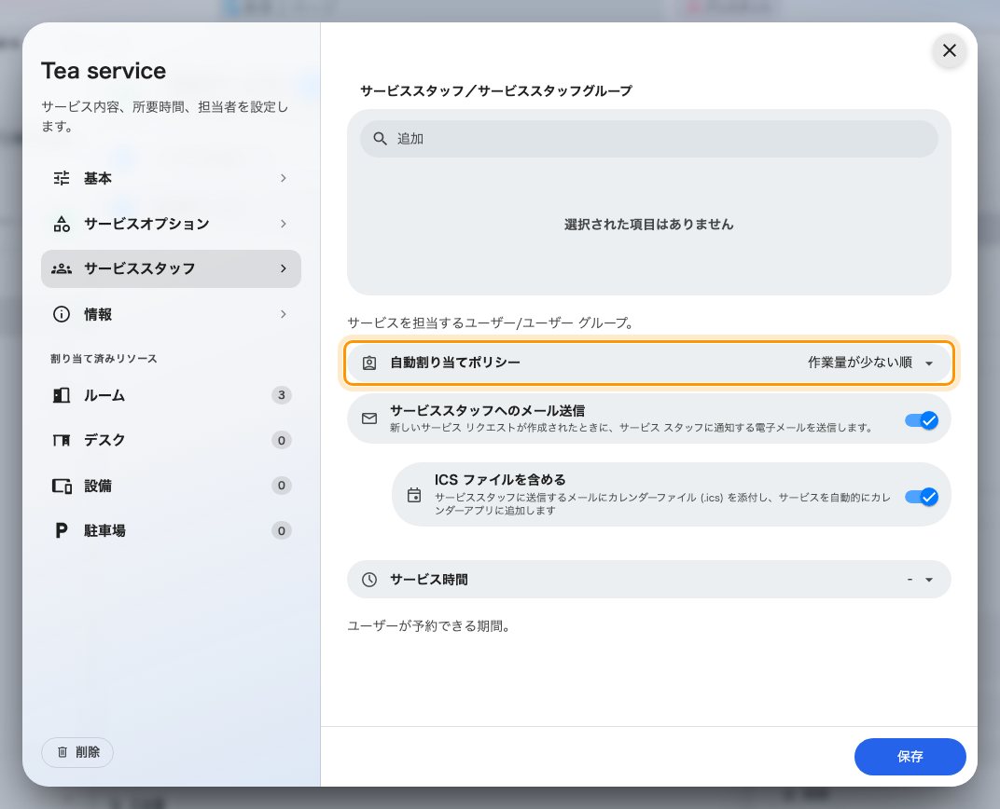 Tea service
サービス内容、所要時間、担当者を設定し
ます。
基本
サービスオプション
サービススタッフ
情報
割り当て済みリソース
ルーム
3
デスク
0
設備
0
駐車場
0
削除
サービススタッフ／サービススタッフグループ
追加
選択された項目はありません
サービスを担当するユーザー/ユーザー グループ。
自動割り当てポリシー
作業量が少ない順
サービススタッフへのメール送信
新しいサービス リクエストが作成されたときに、サービス スタッフに通知する電子メールを送信します。
ICS ファイルを含める
サービススタッフに送信するメールにカレンダーファイル (.ics) を添付し、サービスを自動的にカレ
ンダーアプリに追加します
サービス時間
-
ユーザーが予約できる期間。
保存